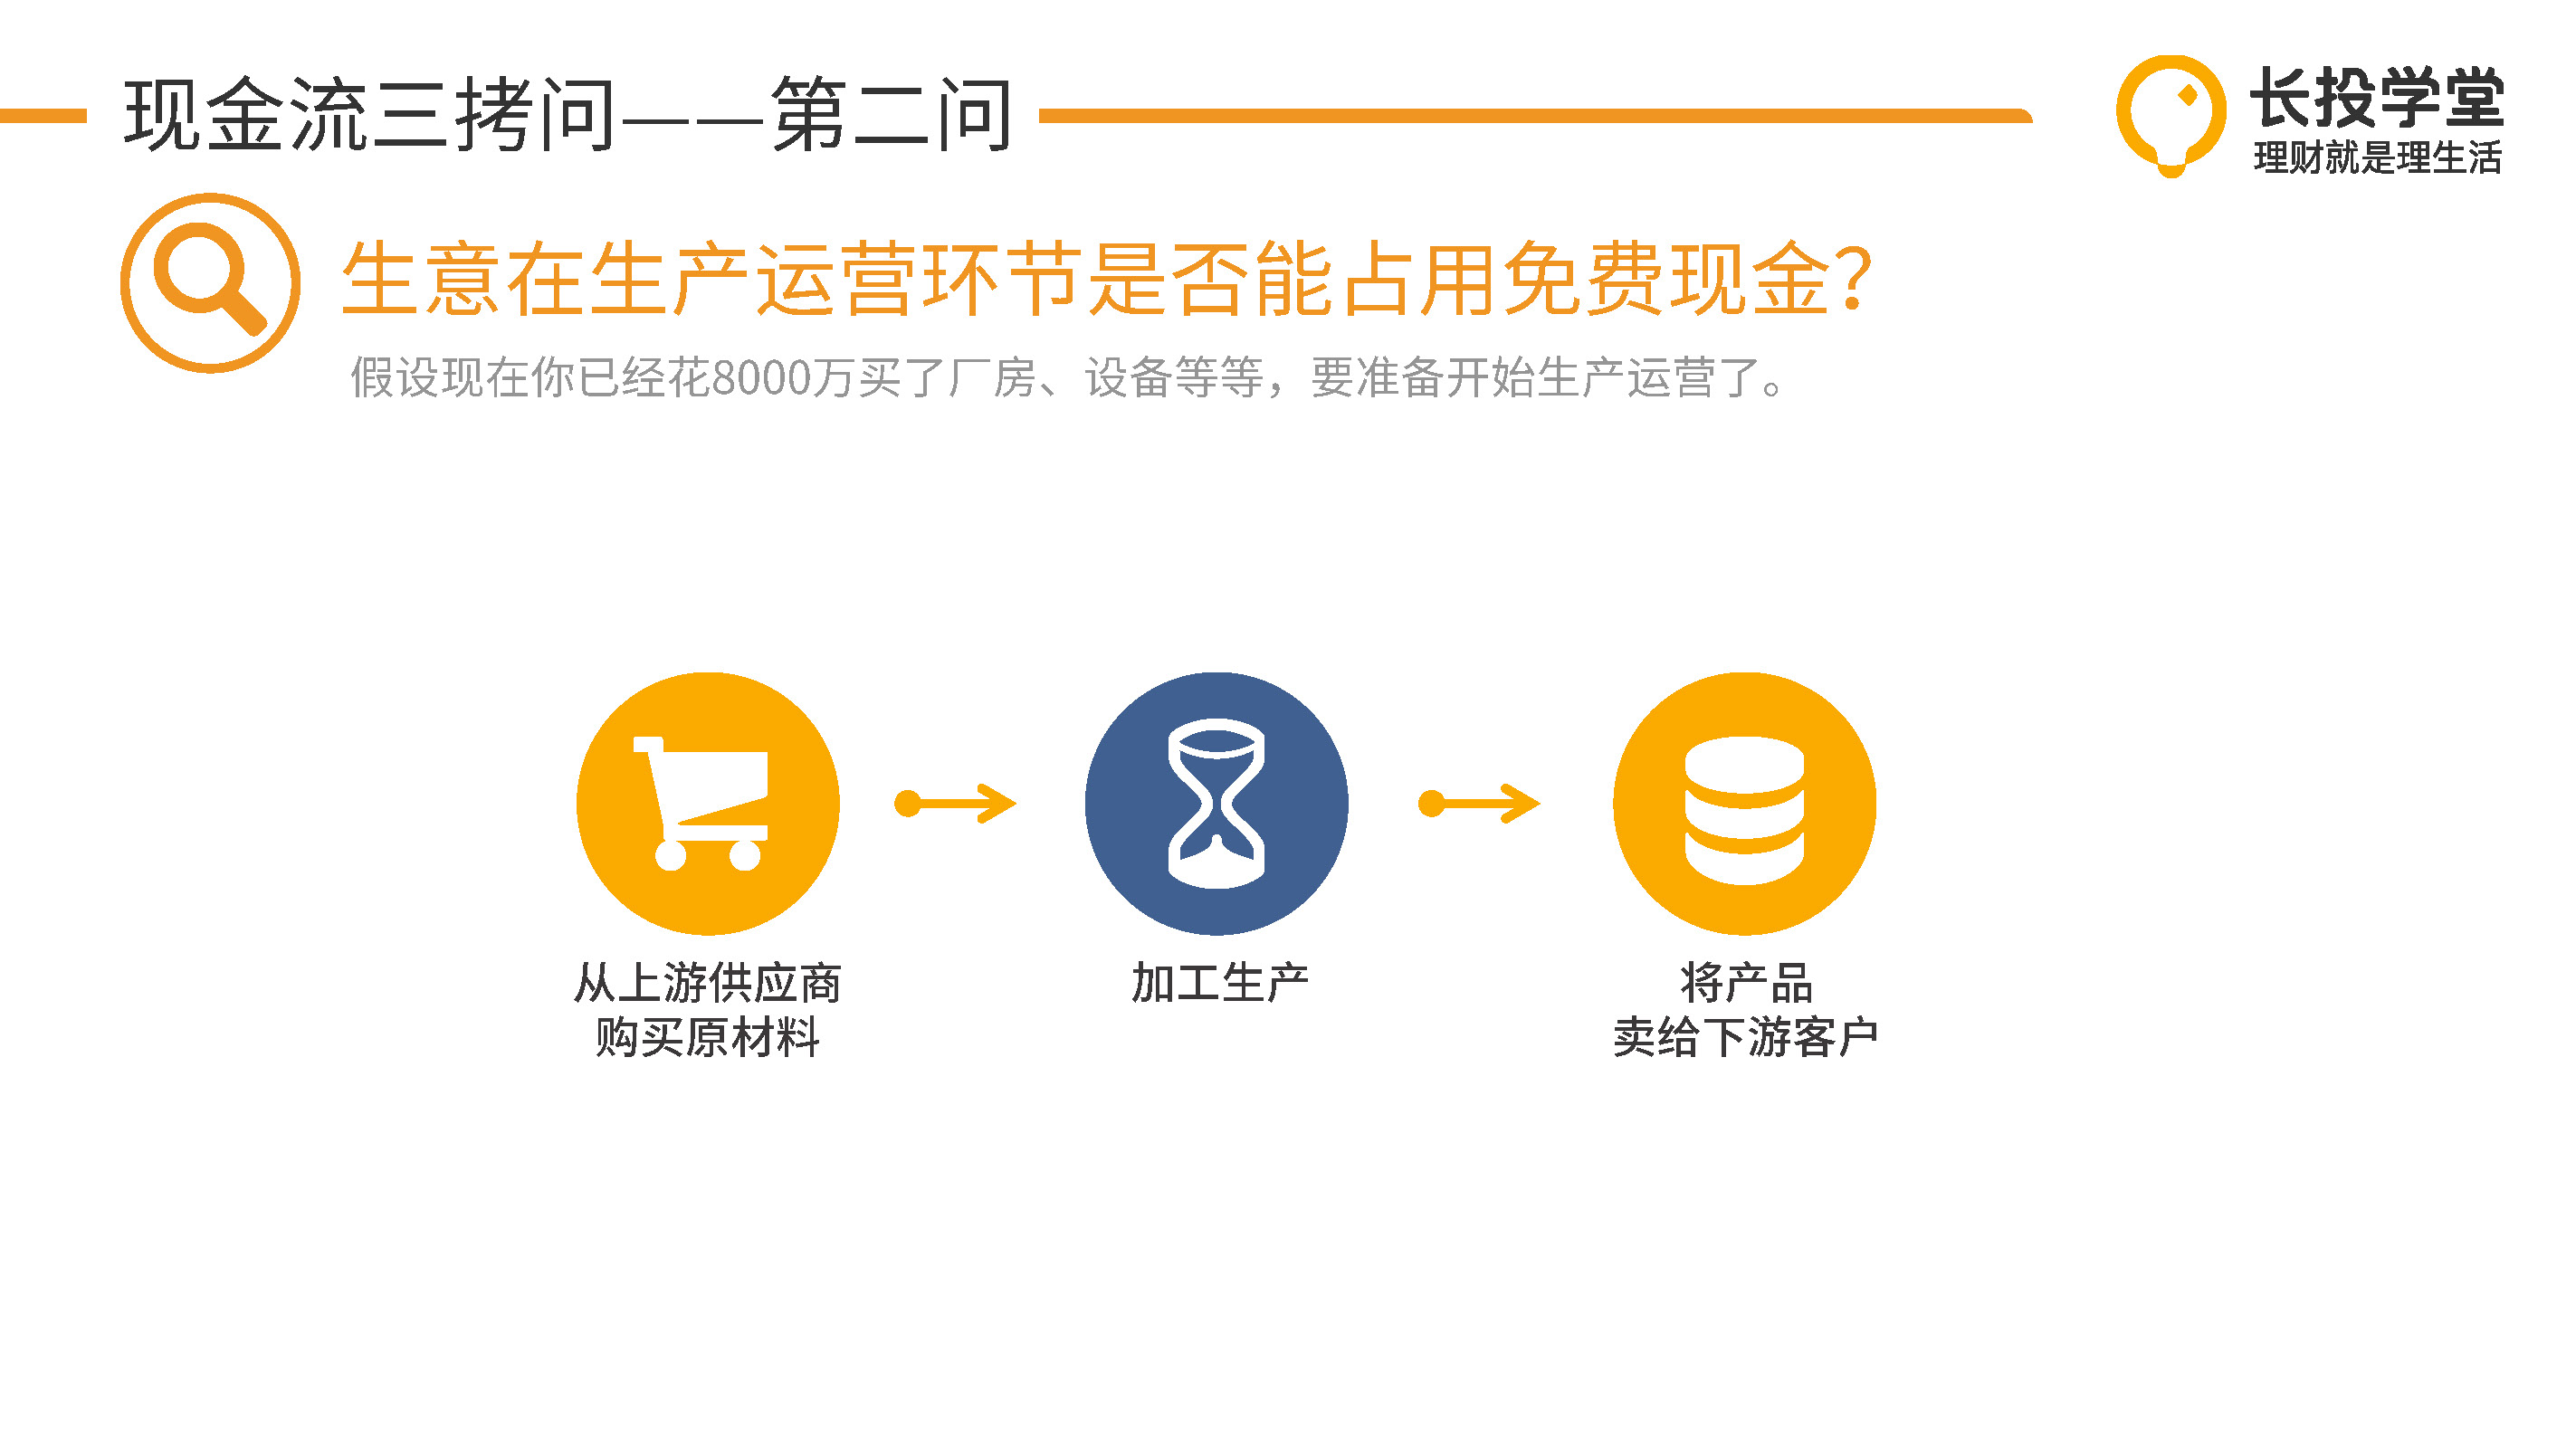 现金流三拷问——第二问
长投学堂
理财就是理生活
生意在生产运营环节是否能占用免费现金？
假设现在你已经花8000万买了厂房、设备等等，要准备开始生产运营了。
从上游供应商
购买原材料
加工生产
将产品
卖给下游客户